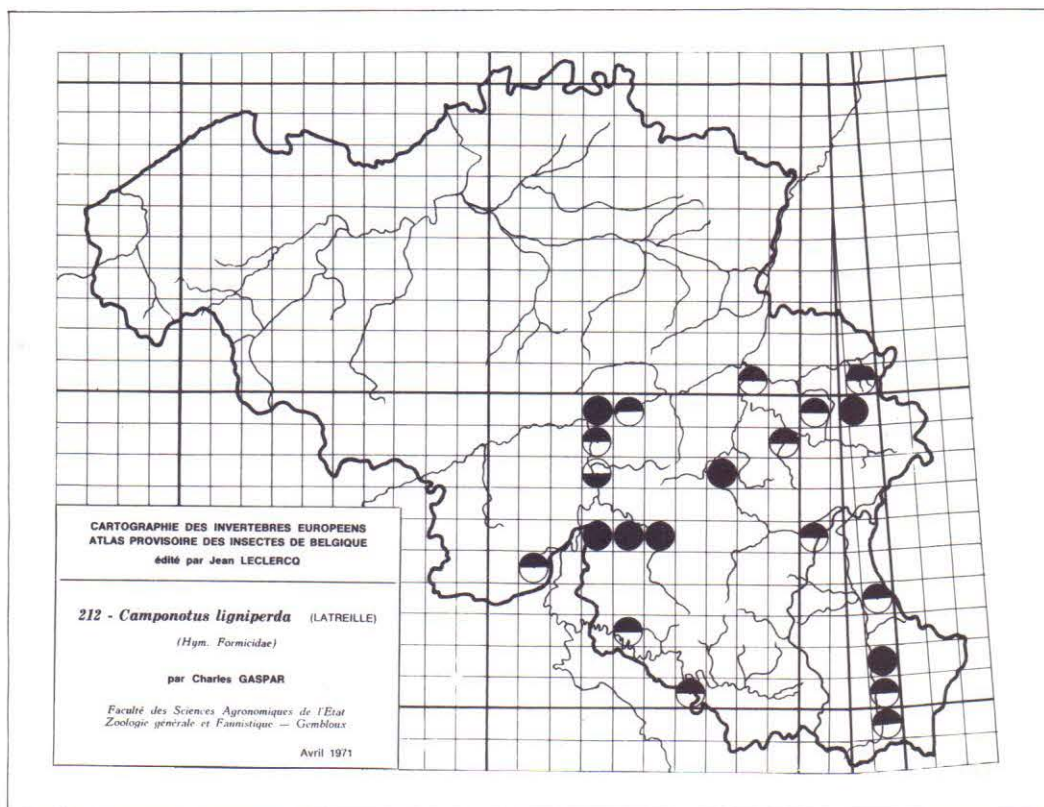 CARTOGRAPHIE DES INVERTEBRES EUROPEENS
ATLAS PROVISOIRE DES INSECTES DE BELGIQUE
édité par Jean LECLERCQ
212 - Camponotus ligniperda (LATREILLE)
(Hym. Formicidae)
par Charles GASPAR
Faculté des Sciences Agronomiques de l'Etat
Zoologie générale et Faunistique — Gembloux
Avril 1971